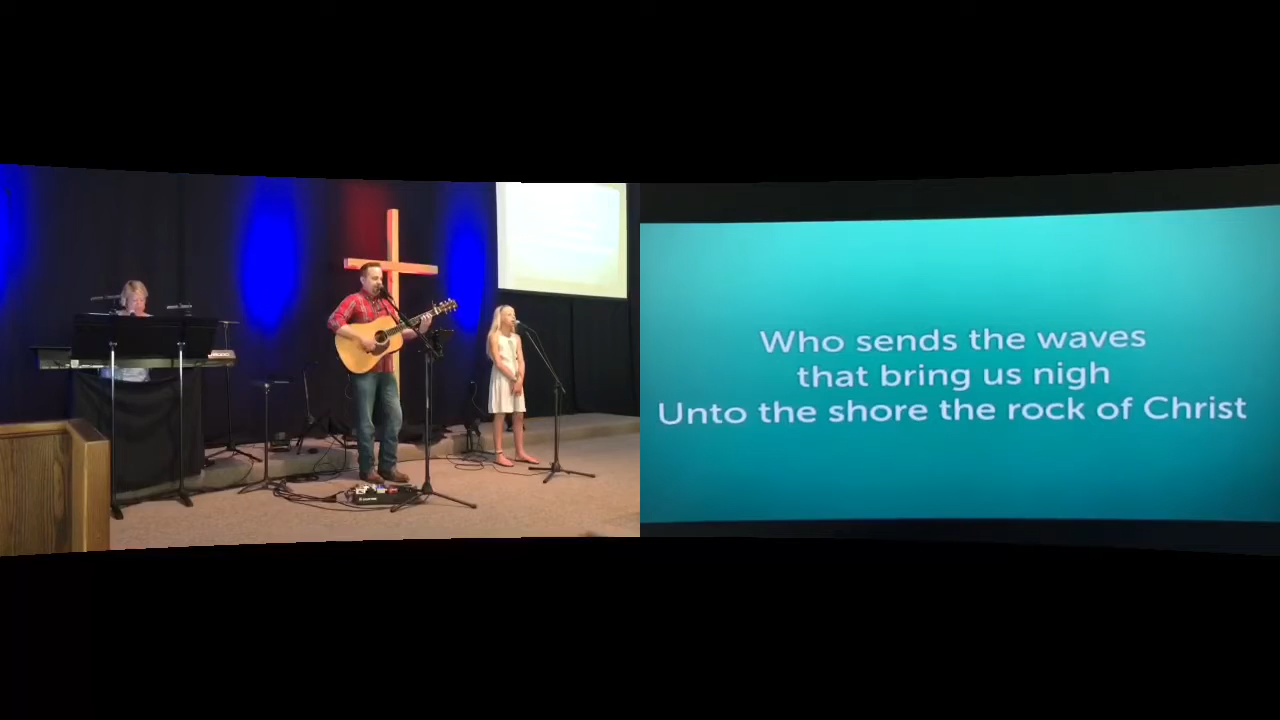 Who sends the waves
that bring us nigh
Unto the shore the rock of Christ